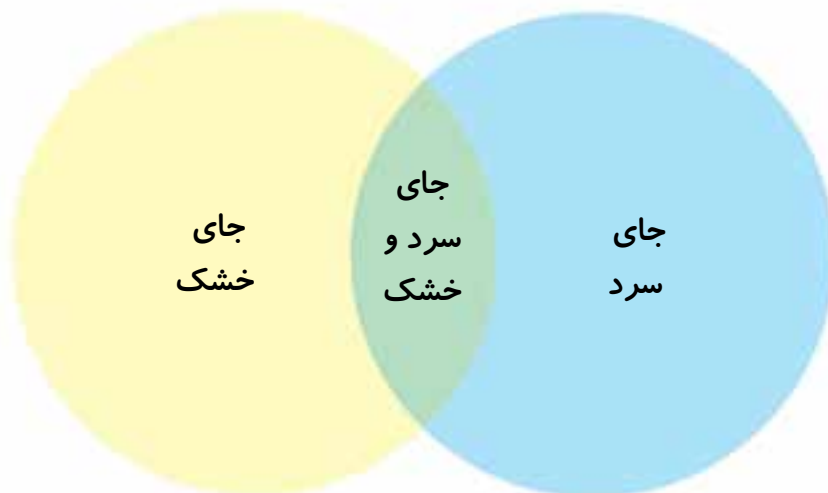 جای
سرد
جای
سرد و
خشک
جای
خشک